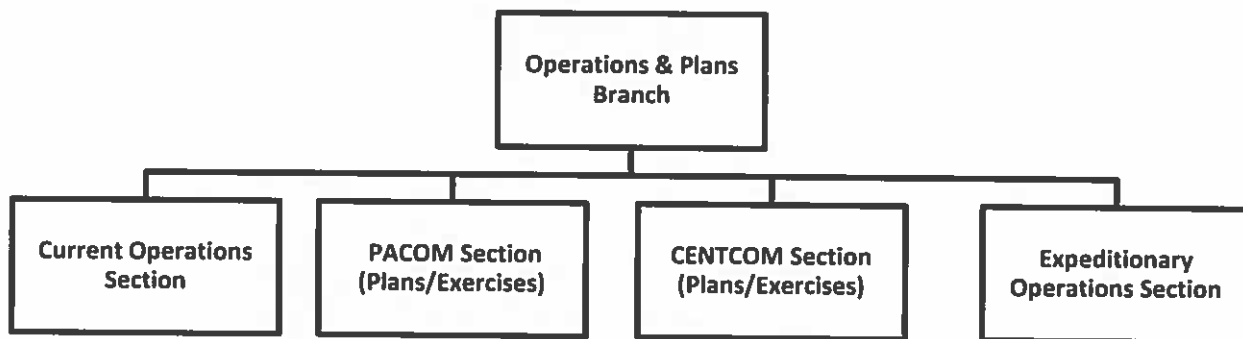 Operations & Plans
Branch
Current Operations
Section
PACOM Section
(Plans/Exercises)
CENTCOM Section
(Plans/Exercises)
Expeditionary
Operations Section